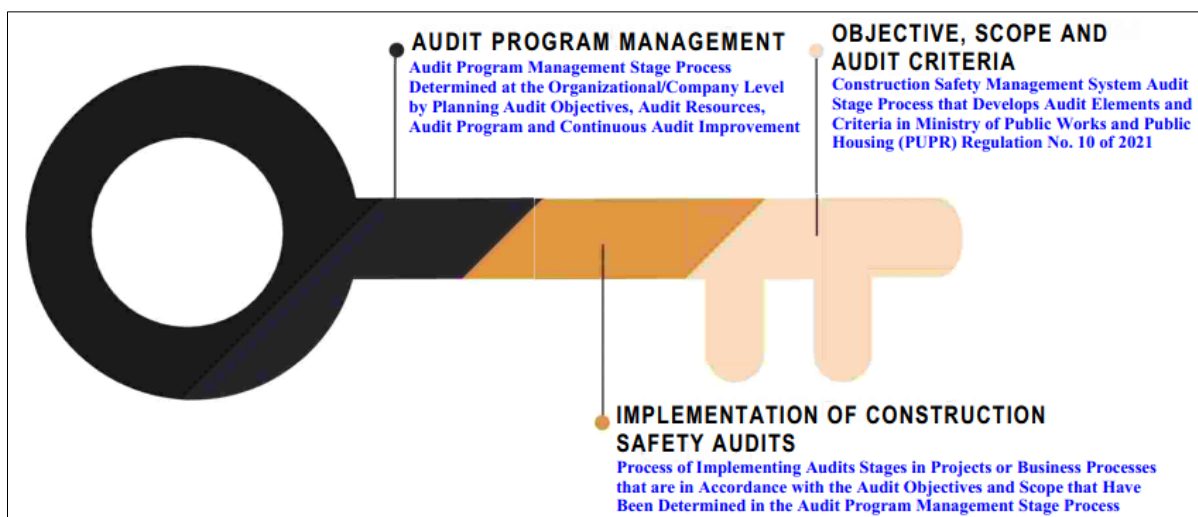 AUDIT PROGRAM MANAGEMENT
Audit Program Management Stage Process
Determined at the Organizational/Company Level
by Planning Audit Objectives, Audit Resources,
Audit Program and Continuous Audit Improvement
OBJECTIVE, SCOPE AND
AUDIT CRITERIA
Construction Safety Management System Audit
Stage Process that Develops Audit Elements and
Criteria in Ministry of Public Works and Public
Housing (PUPR) Regulation No. 10 of 2021
IMPLEMENTATION OF CONSTRUCTION
SAFETY AUDITS
Process of Implementing Audits Stages in Projects or Business Processes
that are in Accordance with the Audit Objectives and Scope that Have
Been Determined in the Audit Program Management Stage Process